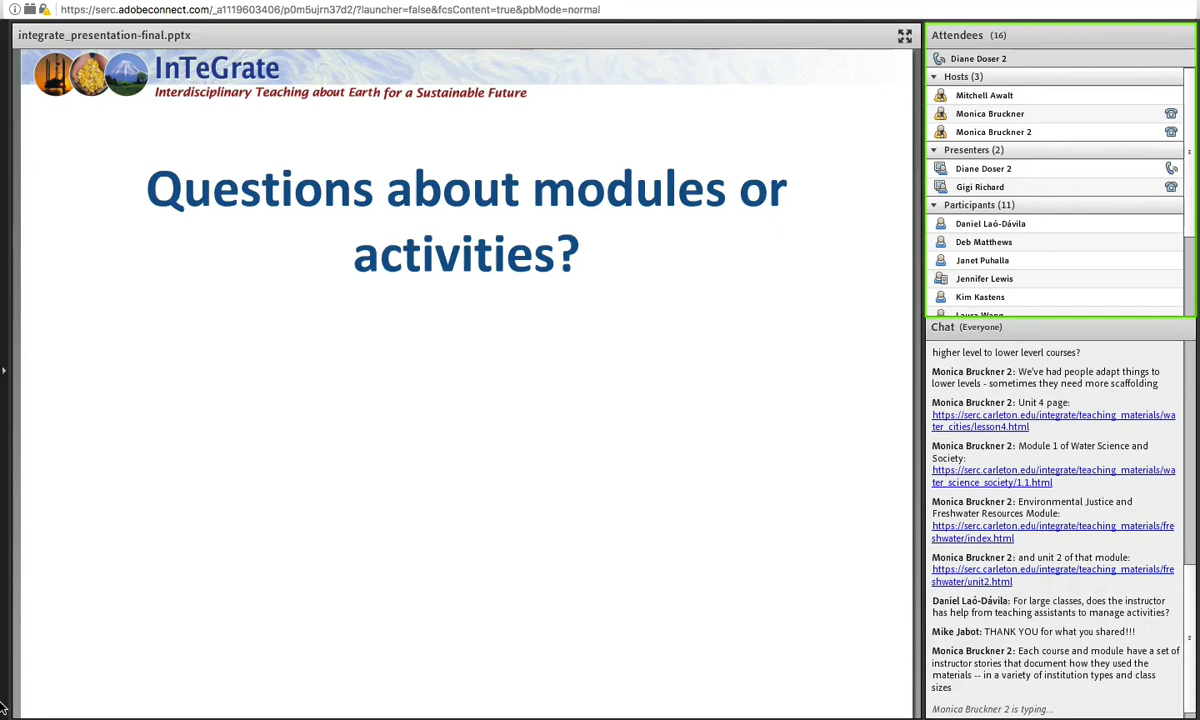 https://serc.adobeconnect.com/_a1119603406/p0m5ujrn37d2/?launcher=false&fcsContent=true&pbMode=normal
integrate_presentation-final.pptx
InTeGrate
Interdisciplinary Teaching about Earth for a Sustainable Future
Questions about modules or
activities?
Attendees (16)
Diane Doser 2
Hosts (3)
Mitchell Awalt
Monica Bruckner
Monica Bruckner 2
Presenters (2)
Diane Doser 2
Gigi Richard
Participants (11)
Daniel Laó-Dávila
Deb Matthews
Janet Puhalla
Jennifer Lewis
Kim Kastens
Laura Wang
Chat (Everyone)
higher level to lower leverl courses?
Monica Bruckner 2: We've had people adapt things to
lower levels - sometimes they need more scaffolding
Monica Bruckner 2: Unit 4 page:
https://serc.carleton.edu/integrate/teaching_materials/wa
ter_cities/lesson4.html
Monica Bruckner 2: Module 1 of Water Science and
Society:
https://serc.carleton.edu/integrate/teaching_materials/wa
ter_science_society/1.1.html
Monica Bruckner 2: Environmental Justice and
Freshwater Resources Module:
https://serc.carleton.edu/integrate/teaching_materials/fre
shwater/index.html
Monica Bruckner 2: and unit 2 of that module:
https://serc.carleton.edu/integrate/teaching_materials/fre
shwater/unit2.html
Daniel Laó-Dávila: For large classes, does the instructor
has help from teaching assistants to manage activities?
Mike Jabot: THANK YOU for what you shared!!!
Monica Bruckner 2: Each course and module have a set of
instructor stories that document how they used the
materials -- in a variety of institution types and class
sizes
Monica Bruckner 2 is typing...